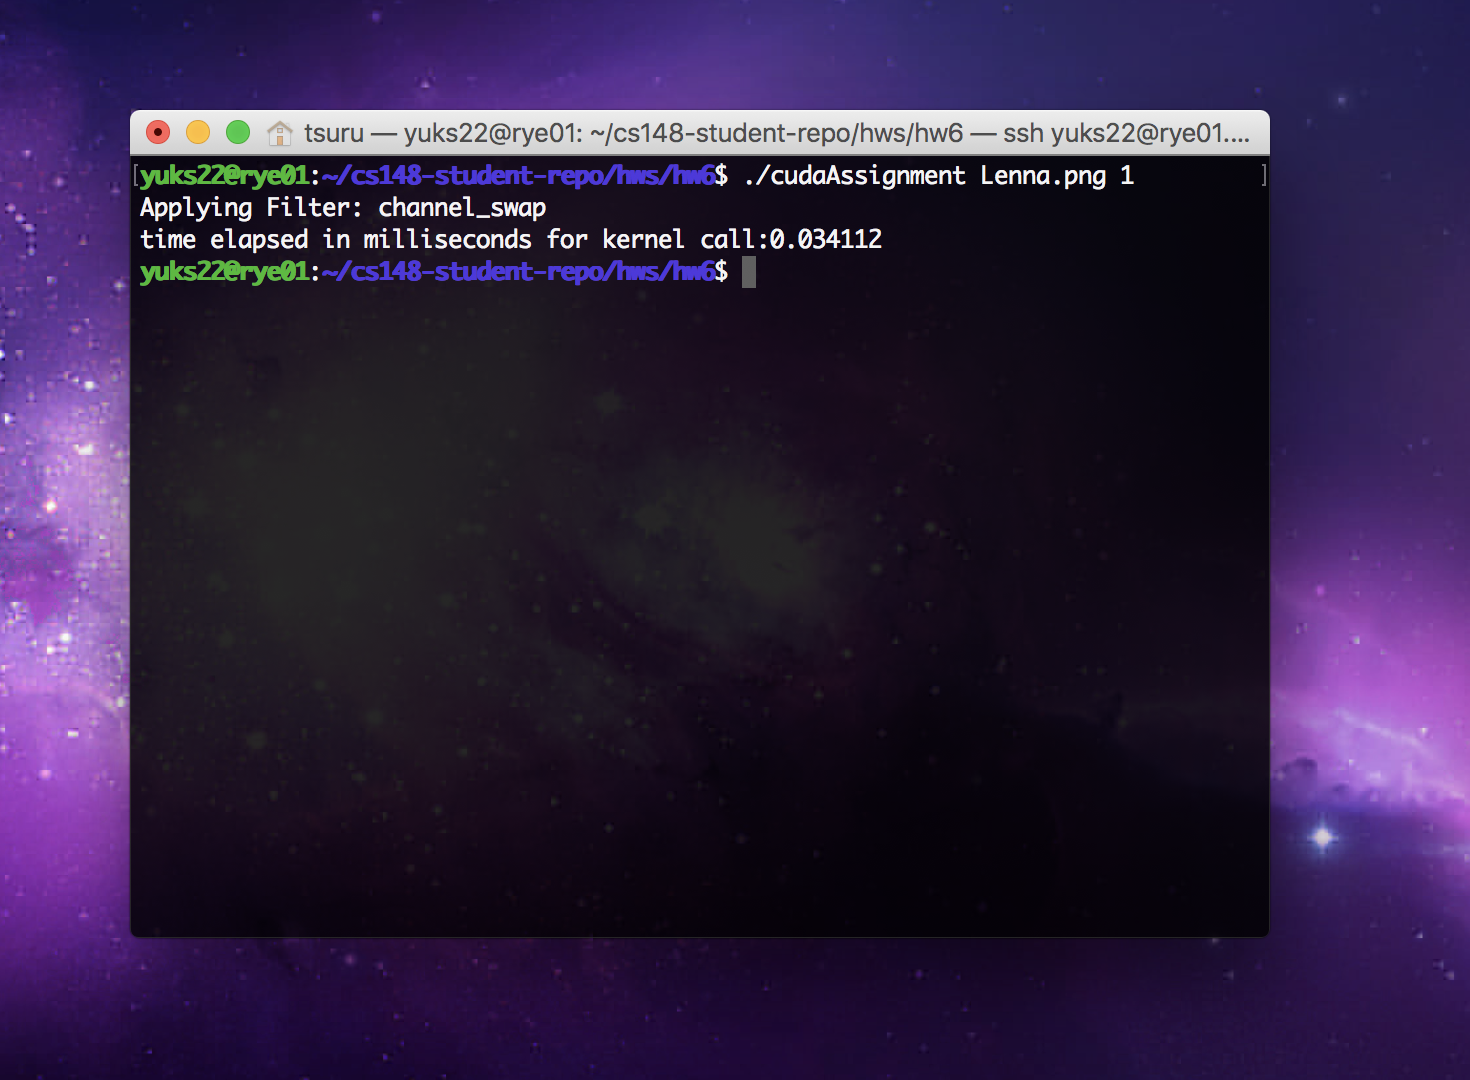 tsuru — yuks22@rye01: ~/cs148-student-repo/hws/hw6 — ssh yuks22@rye01....
[yuks22@rye01:~/cs148-student-repo/hws/hw6$ ./cudaAssignment Lenna.png 1 ]
Applying Filter: channel_swap
time elapsed in milliseconds for kernel call:0.034112
yuks22@rye01:~/cs148-student-repo/hws/hw6$